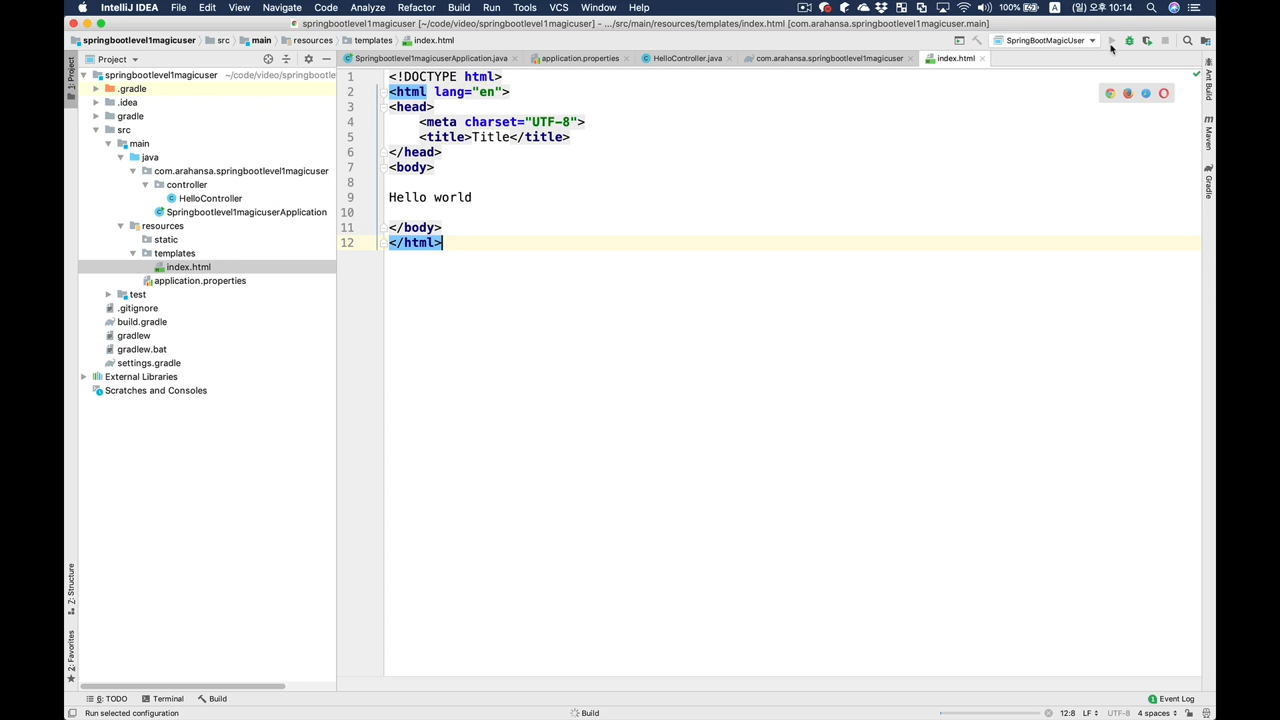 IntelliJ IDEA File Edit View Navigate Code Analyze Refactor Build Run Tools VCS Window Help 100% A (일) 오후 10:14
springbootlevel1magicuser [~/code/video/springbootlevel1magicuser] - .../src/main/resources/templates/index.html [com.arahansa.springbootlevel1magicuser.main]
springbootlevel1magicuser src main resources templates index.html SpringBootMagicUser
Project Springbootlevel1magicuserApplication.java application.properties HelloController.java com.arahansa.springbootlevel1magicuser index.html
springbootlevel1magicuser ~/code/video/springbootle
.gradle
.idea
gradle
src
main
java
com.arahansa.springbootlevel1magicuser
controller
HelloController
Springbootlevel1magicuserApplication
resources
static
templates
index.html
application.properties
test
.gitignore
build.gradle
gradlew
gradlew.bat
settings.gradle
External Libraries
Scratches and Consoles
1 <!DOCTYPE html>
2 <html lang="en">
3 <head>
4 <meta charset="UTF-8">
5 <title>Title</title>
6 </head>
7 <body>
8
9 Hello world
10
11 </body>
12 </html>
1: Project
7: Structure
2: Favorites
Ant Build
Maven
Gradle
6: TODO Terminal Build 1 Event Log
Run selected configuration Build 12:8 LF UTF-8 4 spaces